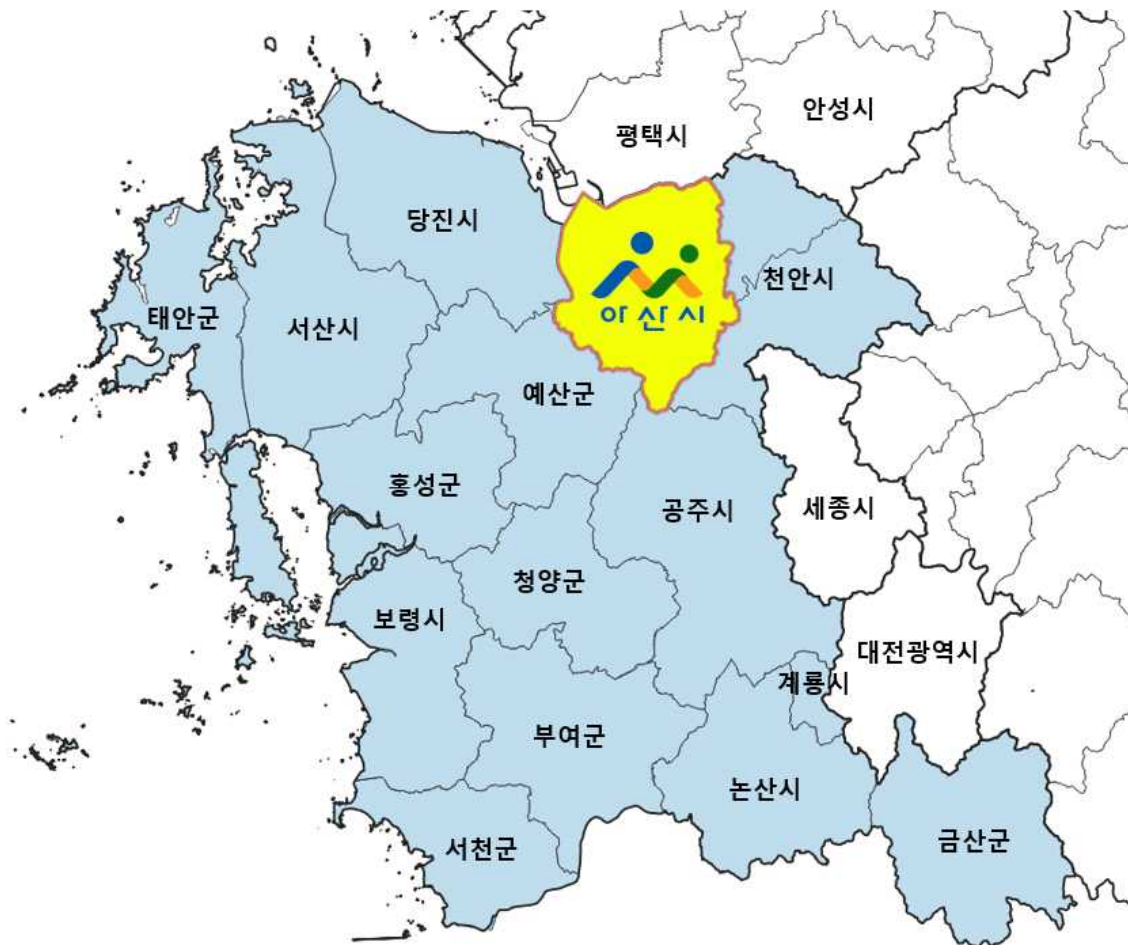 안성시
평택시
당진시
천안시
태안군
서산시
아산시
예산군
홍성군
공주시
세종시
청양군
보령시
대전광역시
계룡시
부여군
논산시
서천군
금산군